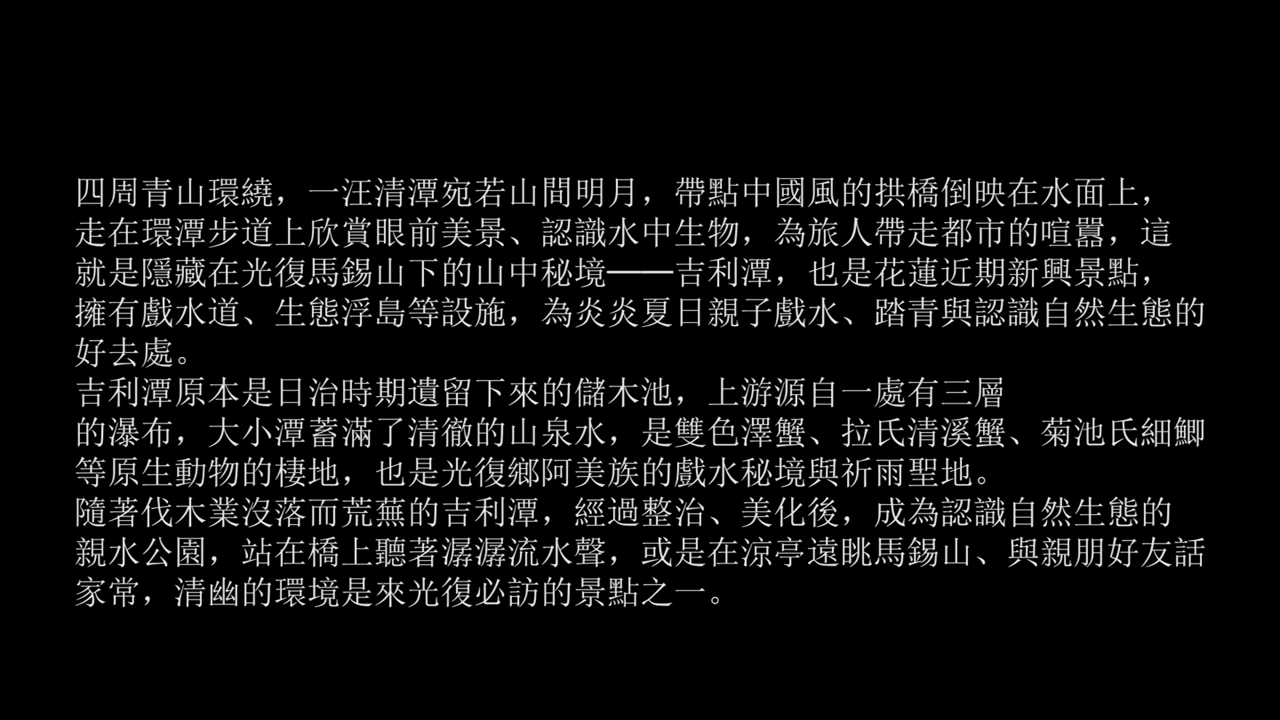 四周青山環繞，一汪清潭宛若山間明月，帶點中國風的拱橋倒映在水面上，
走在環潭步道上欣賞眼前美景、認識水中生物，為旅人帶走都市的喧囂，這
就是隱藏在光復馬錫山下的山中秘境——吉利潭，也是花蓮近期新興景點，
擁有戲水道、生態浮島等設施，為炎炎夏日親子戲水、踏青與認識自然生態的
好去處。
吉利潭原本是日治時期遺留下來的儲木池，上游源自一處有三層
的瀑布，大小潭蓄滿了清徹的山泉水，是雙色澤蟹、拉氏清溪蟹、菊池氏細鯽
等原生動物的棲地，也是光復鄉阿美族的戲水秘境與祈雨聖地。
隨著伐木業沒落而荒蕪的吉利潭，經過整治、美化後，成為認識自然生態的
親水公園，站在橋上聽著潺潺流水聲，或是在涼亭遠眺馬錫山、與親朋好友話
家常，清幽的環境是來光復必訪的景點之一。